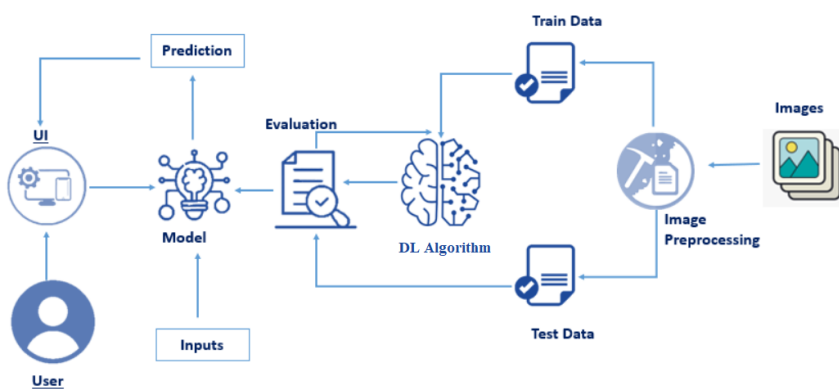 Train Data
Prediction
Images
Evaluation
UI
Model
DL Algorithm
Image
Preprocessing
Test Data
Inputs
User